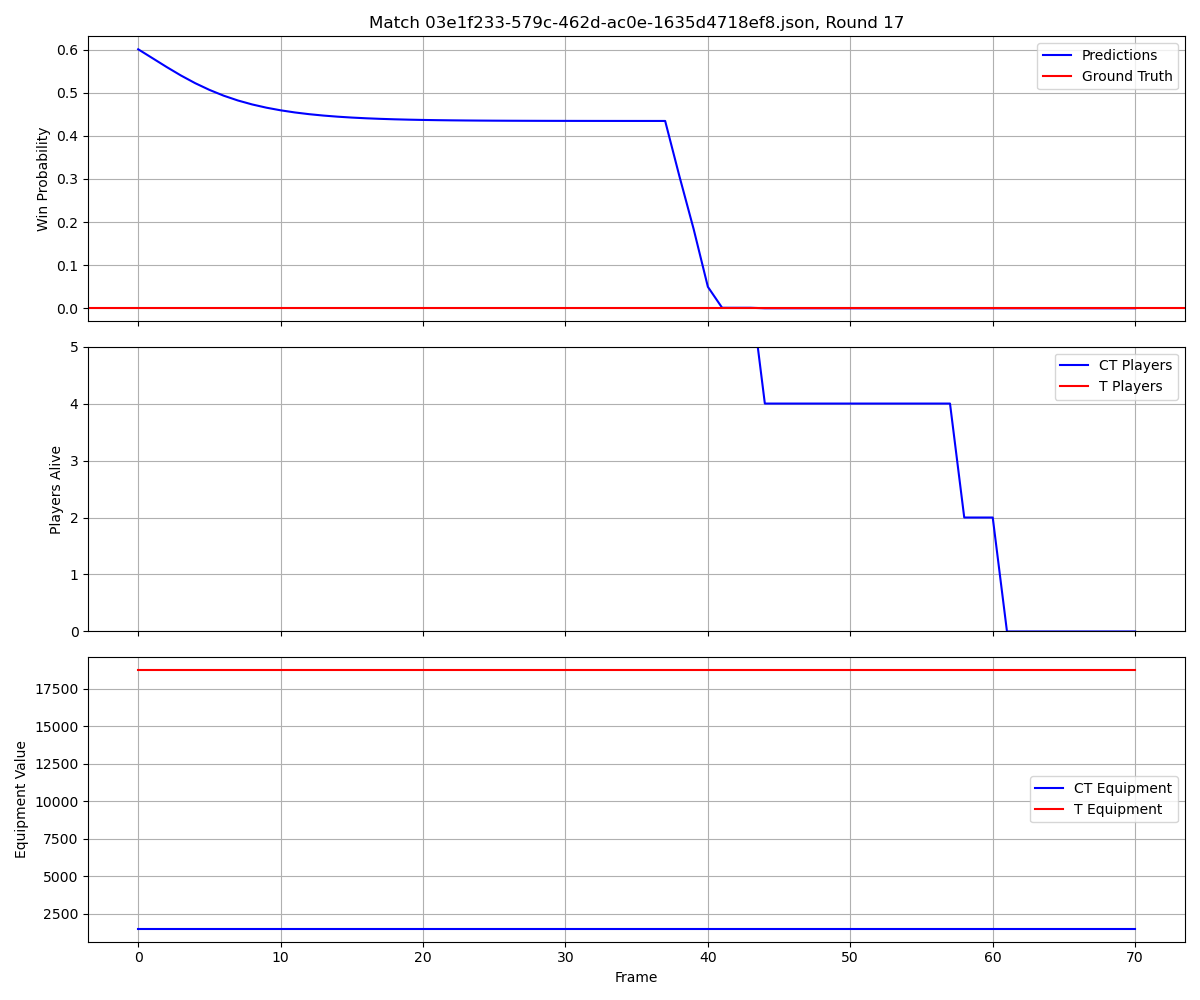 Match 03e1f233-579c-462d-ac0e-1635d4718ef8.json, Round 17
Win Probability
0.6
0.5
0.4
0.3
0.2
0.1
0.0
Predictions
Ground Truth
Players Alive
5
4
3
2
1
0
CT Players
T Players
Equipment Value
17500
15000
12500
10000
7500
5000
2500
CT Equipment
T Equipment
0 10 20 30 40 50 60 70
Frame